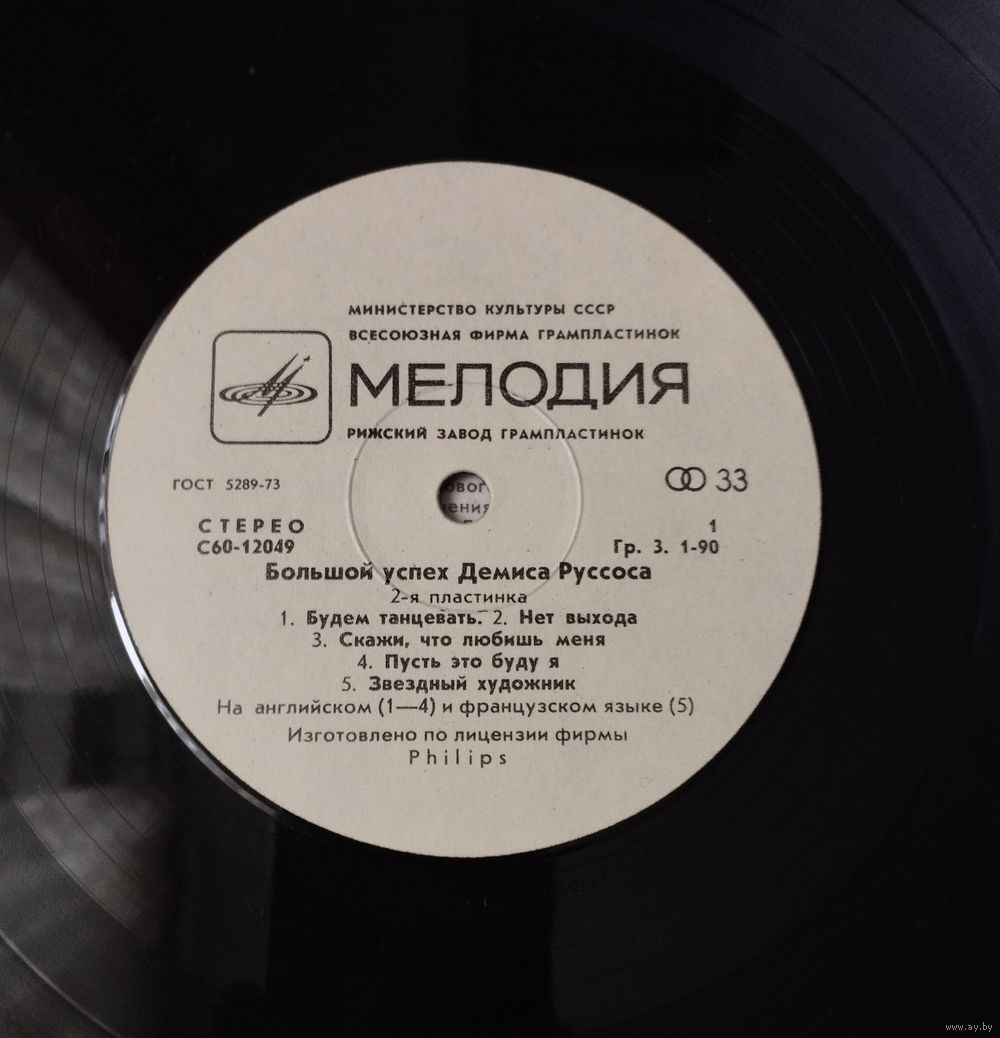 МИНИСТЕРСТВО КУЛЬТУРЫ СССР
ВСЕСОЮЗНАЯ ФИРМА ГРАМПЛАСТИНОК
МЕЛОДИЯ
РИЖСКИЙ ЗАВОД ГРАМПЛАСТИНОК
ГОСТ 5289-73
33
СТЕРЕО
1
С60-12049
Гр. 3. 1-90
Большой успех Демиса Руссоса
2-я пластинка
1. Будем танцевать. 2. Нет выхода
3. Скажи, что любишь меня
4. Пусть это буду я
5. Звездный художник
На английском (1—4) и французском языке (5)
Изготовлено по лицензии фирмы
Philips
www.ay.by